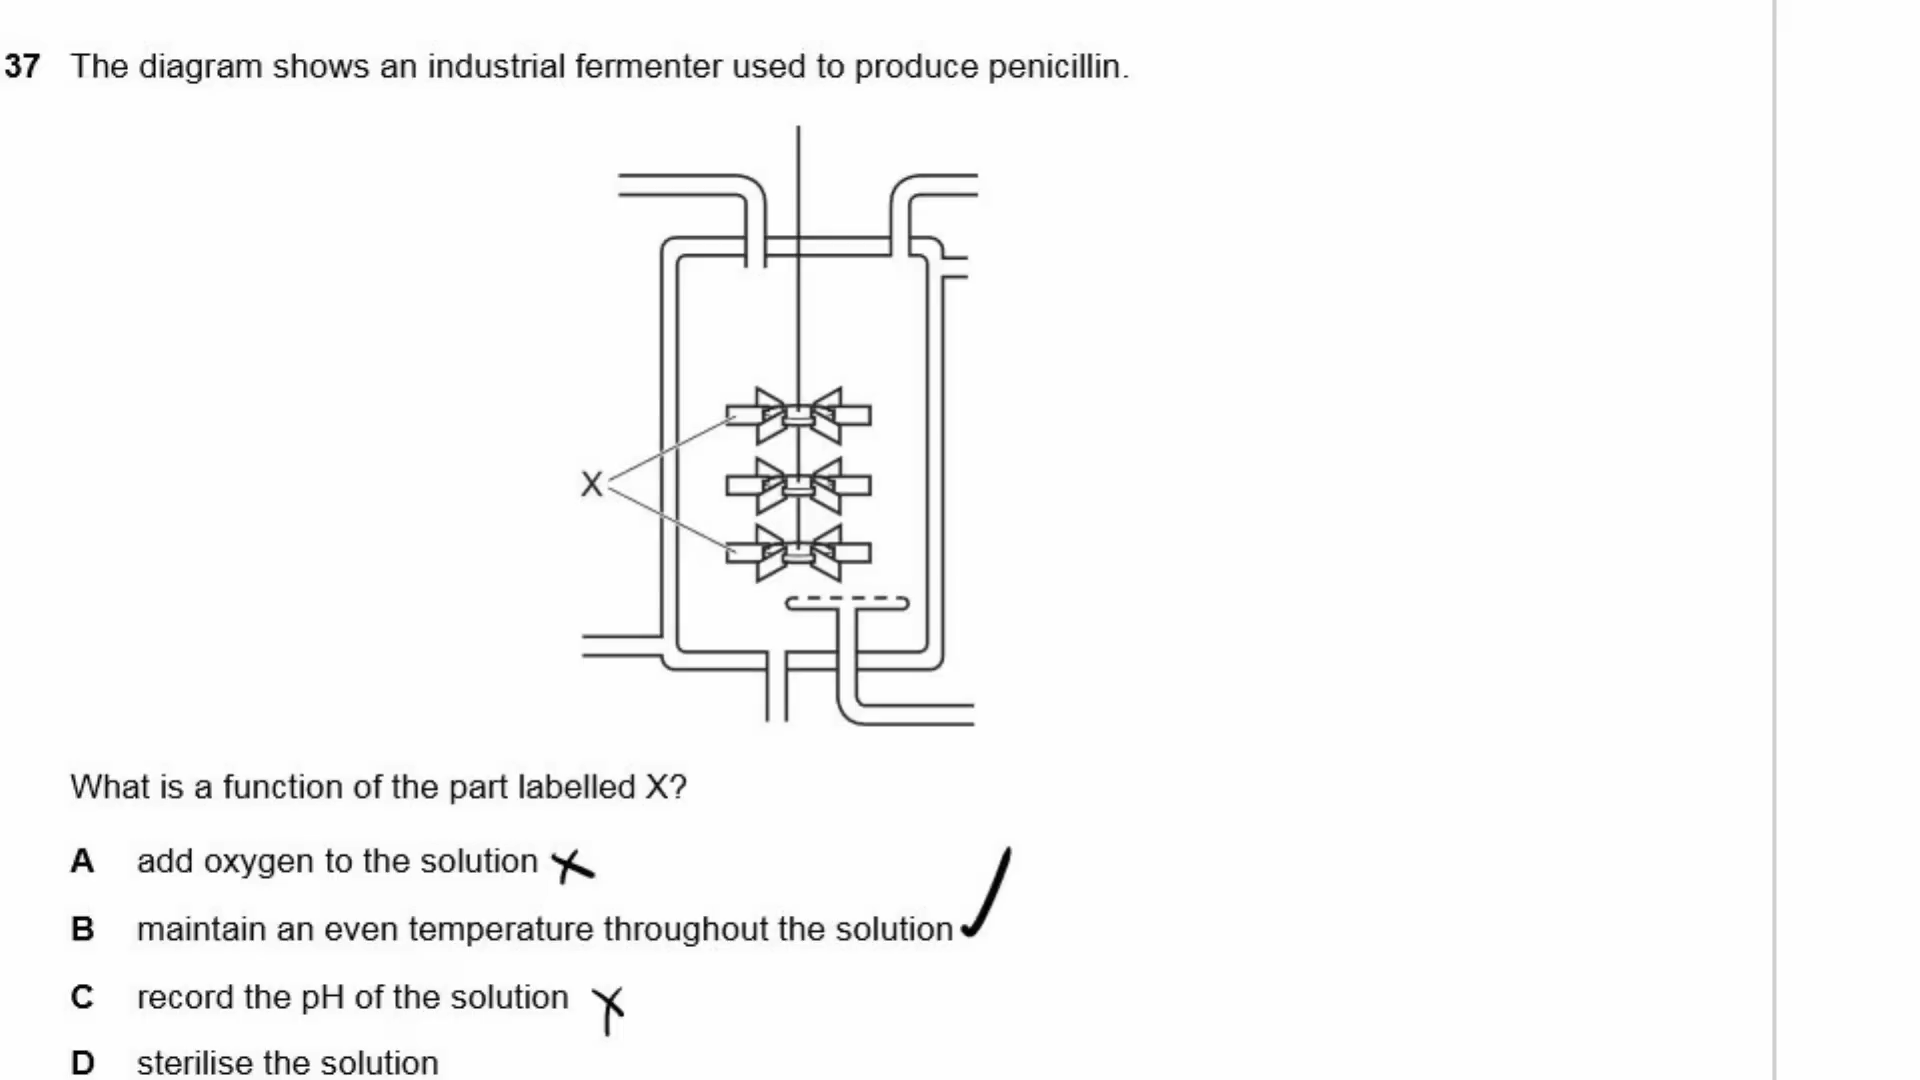 37 The diagram shows an industrial fermenter used to produce penicillin.
X
What is a function of the part labelled X?
A add oxygen to the solution
B maintain an even temperature throughout the solution
C record the pH of the solution
D sterilise the solution